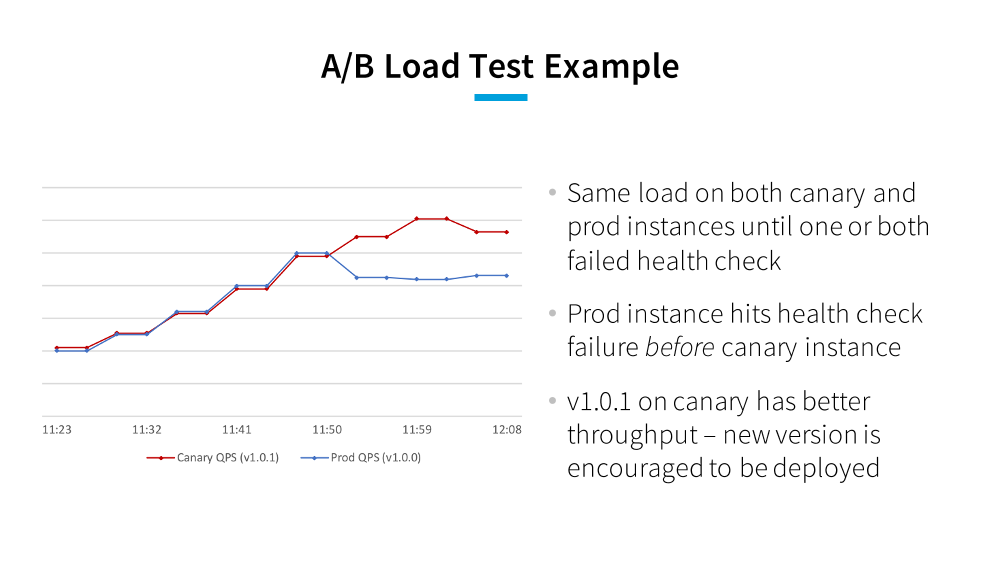 A/B Load Test Example
11:23 11:32 11:41 11:50 11:59 12:08
Canary QPS (v1.0.1) Prod QPS (v1.0.0)
• Same load on both canary and
prod instances until one or both
failed health check
• Prod instance hits health check
failure before canary instance
• v1.0.1 on canary has better
throughput – new version is
encouraged to be deployed